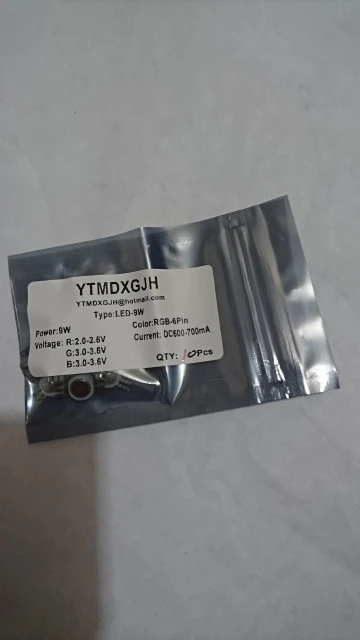 YTMDXGJH
YTMDXGJH@hotmail.com
Type:LED-9W
Power:9W Color:RGB-6Pin
Voltage: R:2.0-2.6V Current: DC600-700mA
G:3.0-3.6V
B:3.0-3.6V QTY: 10Pcs